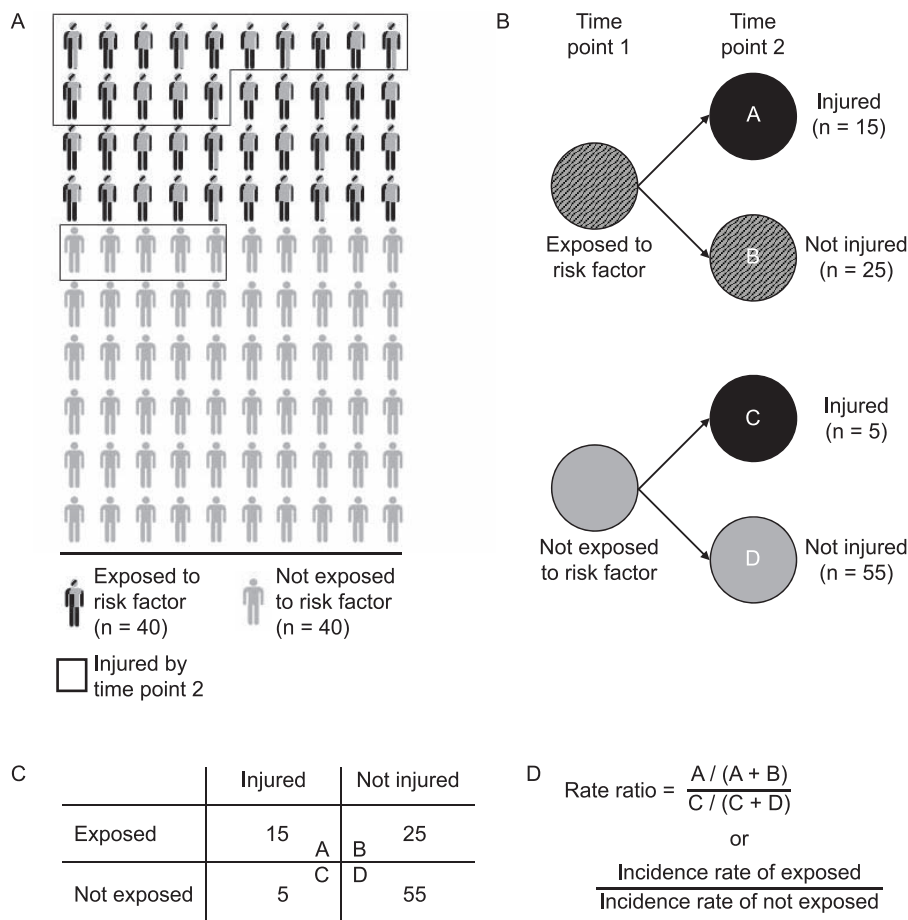 A
Exposed to
risk factor
(n = 40)
Not exposed
to risk factor
(n = 40)
Injured by
time point 2
B
Time
point 1
Time
point 2
A
Injured
(n = 15)
Exposed to
risk factor
B
Not injured
(n = 25)
C
Injured
(n = 5)
Not exposed
to risk factor
D
Not injured
(n = 55)
C
Injured Not injured
Exposed 15 25
A B
C D
Not exposed 5 55
D
Rate ratio = A / (A + B)
C / (C + D)
or
Incidence rate of exposed
Incidence rate of not exposed